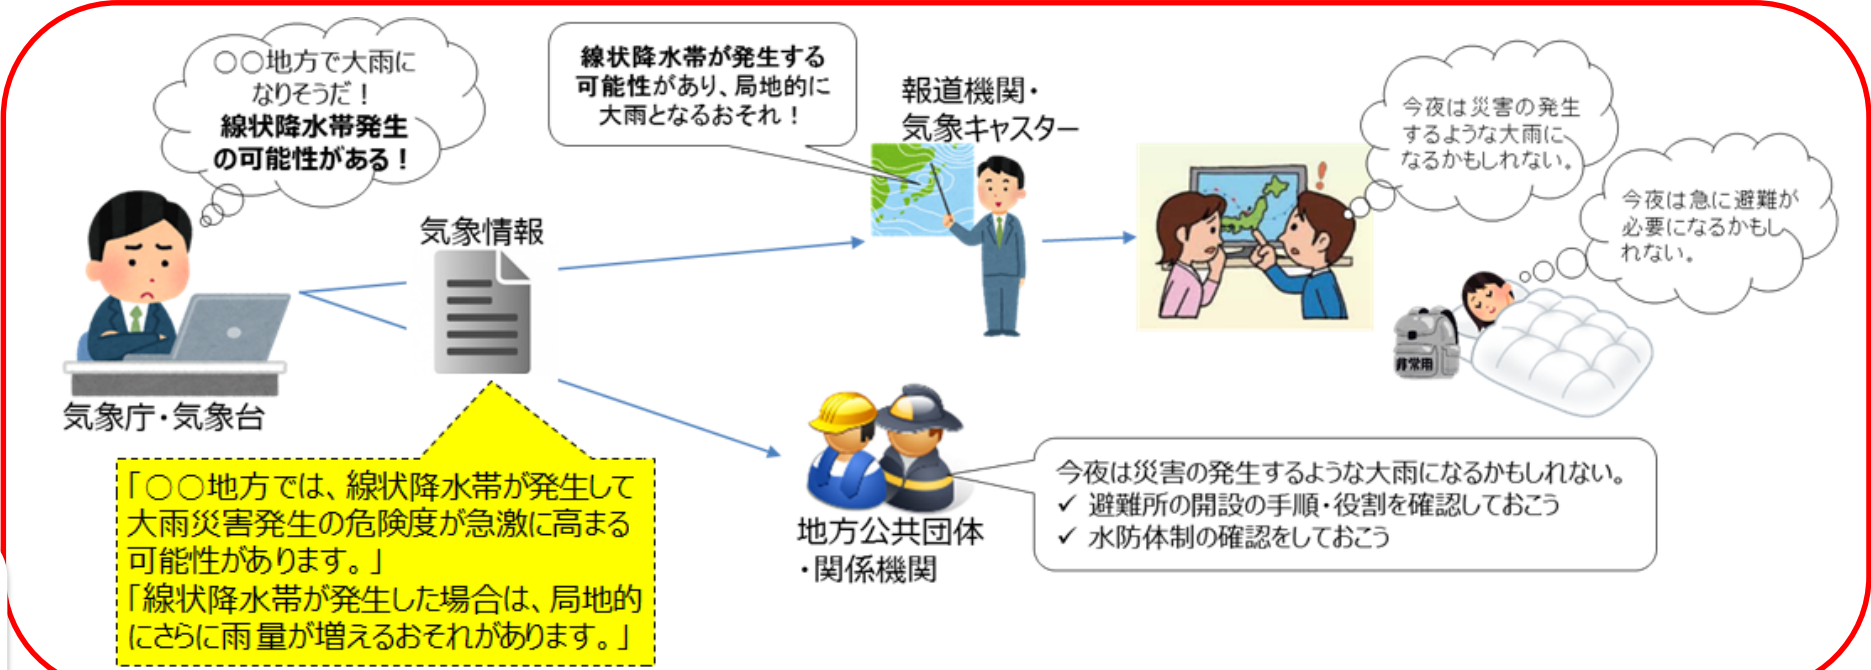 ○○地方で大雨に
なりそうだ！
線状降水帯発生
の可能性がある！
気象庁・気象台
気象情報
「○○地方では、線状降水帯が発生して
大雨災害発生の危険度が急激に高まる
可能性があります。」
「線状降水帯が発生した場合は、局地的
にさらに雨量が増えるおそれがあります。」
線状降水帯が発生する
可能性があり、局地的に
大雨となるおそれ！
報道機関・
気象キャスター
今夜は災害の発生
するような大雨に
なるかもしれない。
今夜は急に避難が
必要になるかもし
れない。
非常用
地方公共団体
・関係機関
今夜は災害の発生するような大雨になるかもしれない。
✓ 避難所の開設の手順・役割を確認しておこう
✓ 水防体制の確認をしておこう